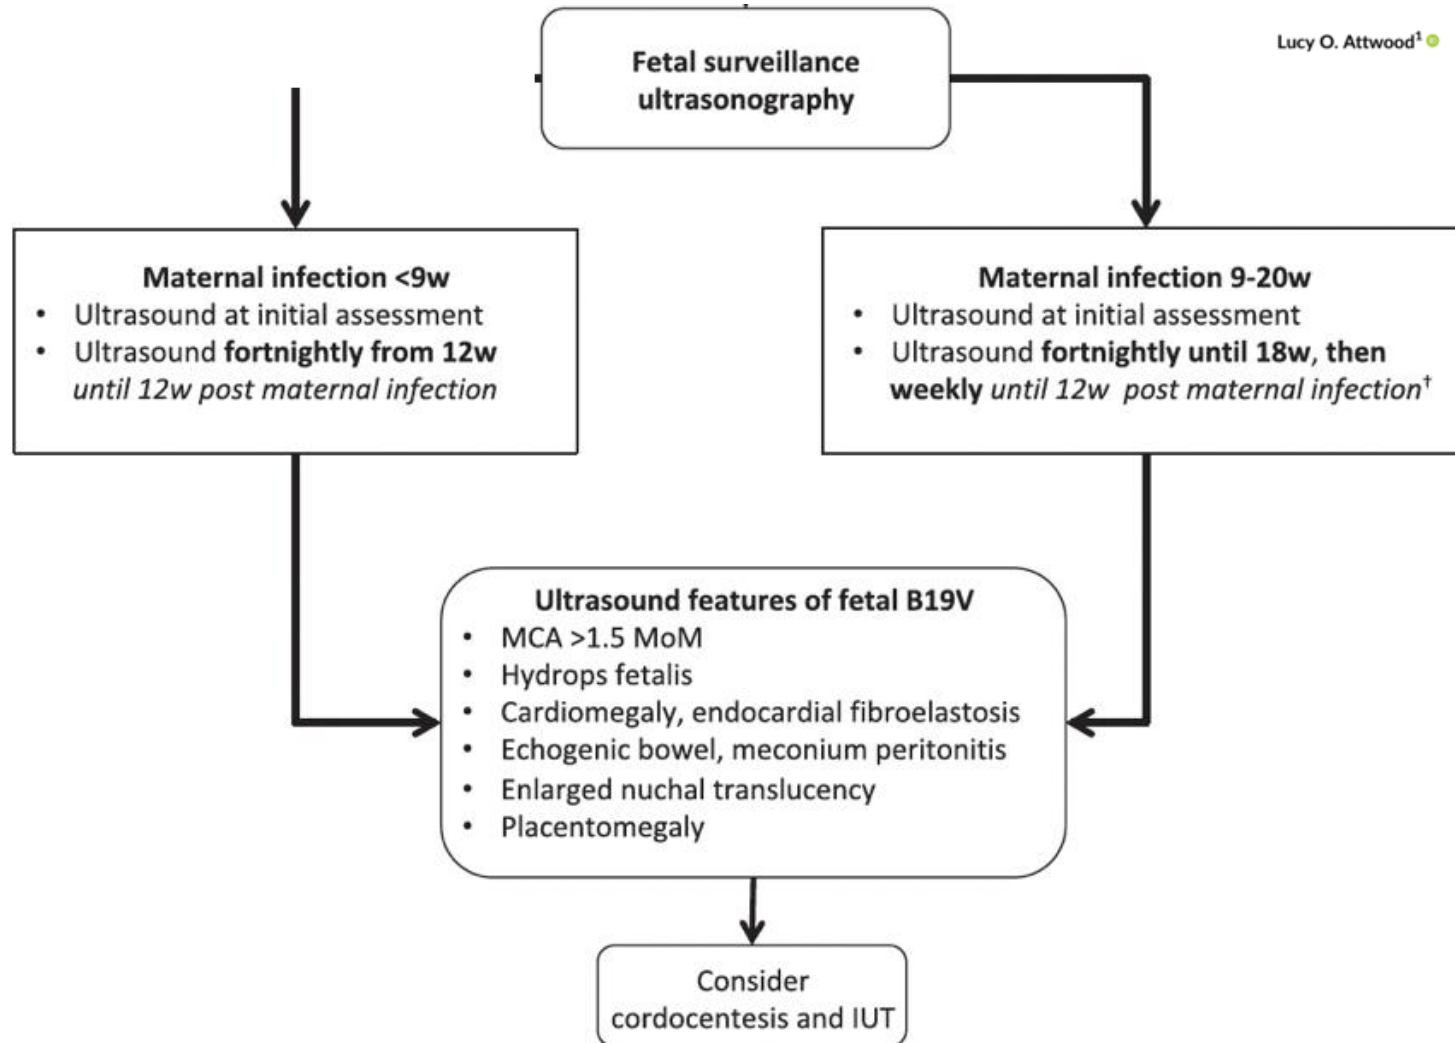 Lucy O. Attwood¹
Fetal surveillance
ultrasonography
Maternal infection <9w
• Ultrasound at initial assessment
• Ultrasound fortnightly from 12w
until 12w post maternal infection
Maternal infection 9-20w
• Ultrasound at initial assessment
• Ultrasound fortnightly until 18w, then
weekly until 12w post maternal infection†
Ultrasound features of fetal B19V
• MCA >1.5 MoM
• Hydrops fetalis
• Cardiomegaly, endocardial fibroelastosis
• Echogenic bowel, meconium peritonitis
• Enlarged nuchal translucency
• Placentomegaly
Consider
cordocentesis and IUT